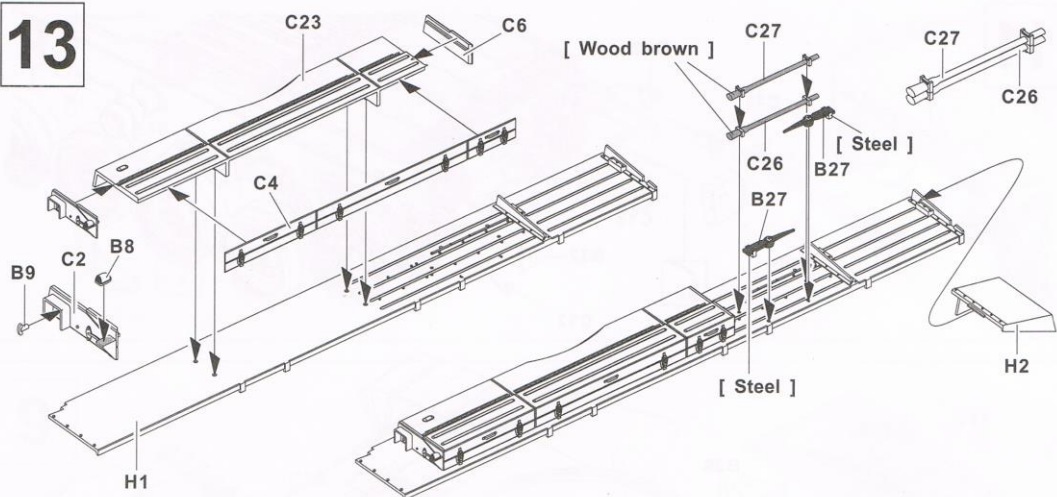 13
C23
C6
C27
[ Wood brown ]
C27
C26
[ Steel ]
C26
B27
C4
B27
B8
C2
B9
H2
[ Steel ]
H1